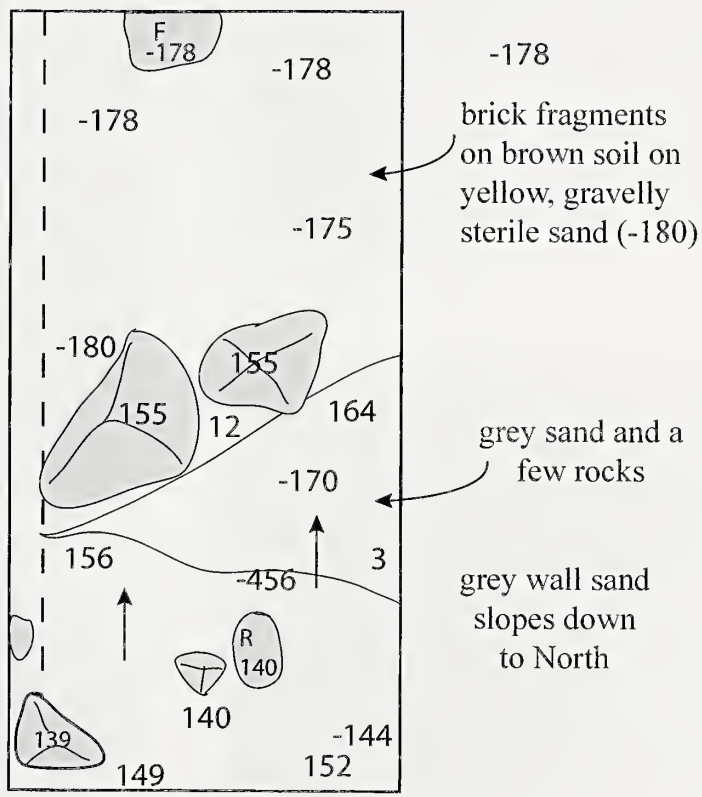 F
-178
-178
-178
-178
brick fragments
on brown soil on
yellow, gravelly
sterile sand (-180)
-175
-180
155
155
12
164
grey sand and a
few rocks
-170
156
3
-456
grey wall sand
slopes down
to North
R
140
140
139
-144
149
152